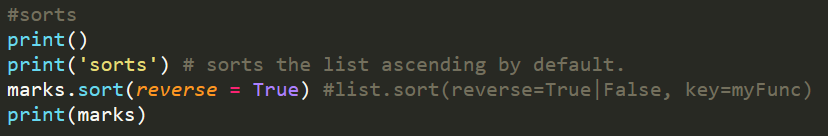 #sorts
print()
print('sorts') # sorts the list ascending by default.
marks.sort(reverse = True) #list.sort(reverse=True|False, key=myFunc)
print(marks)